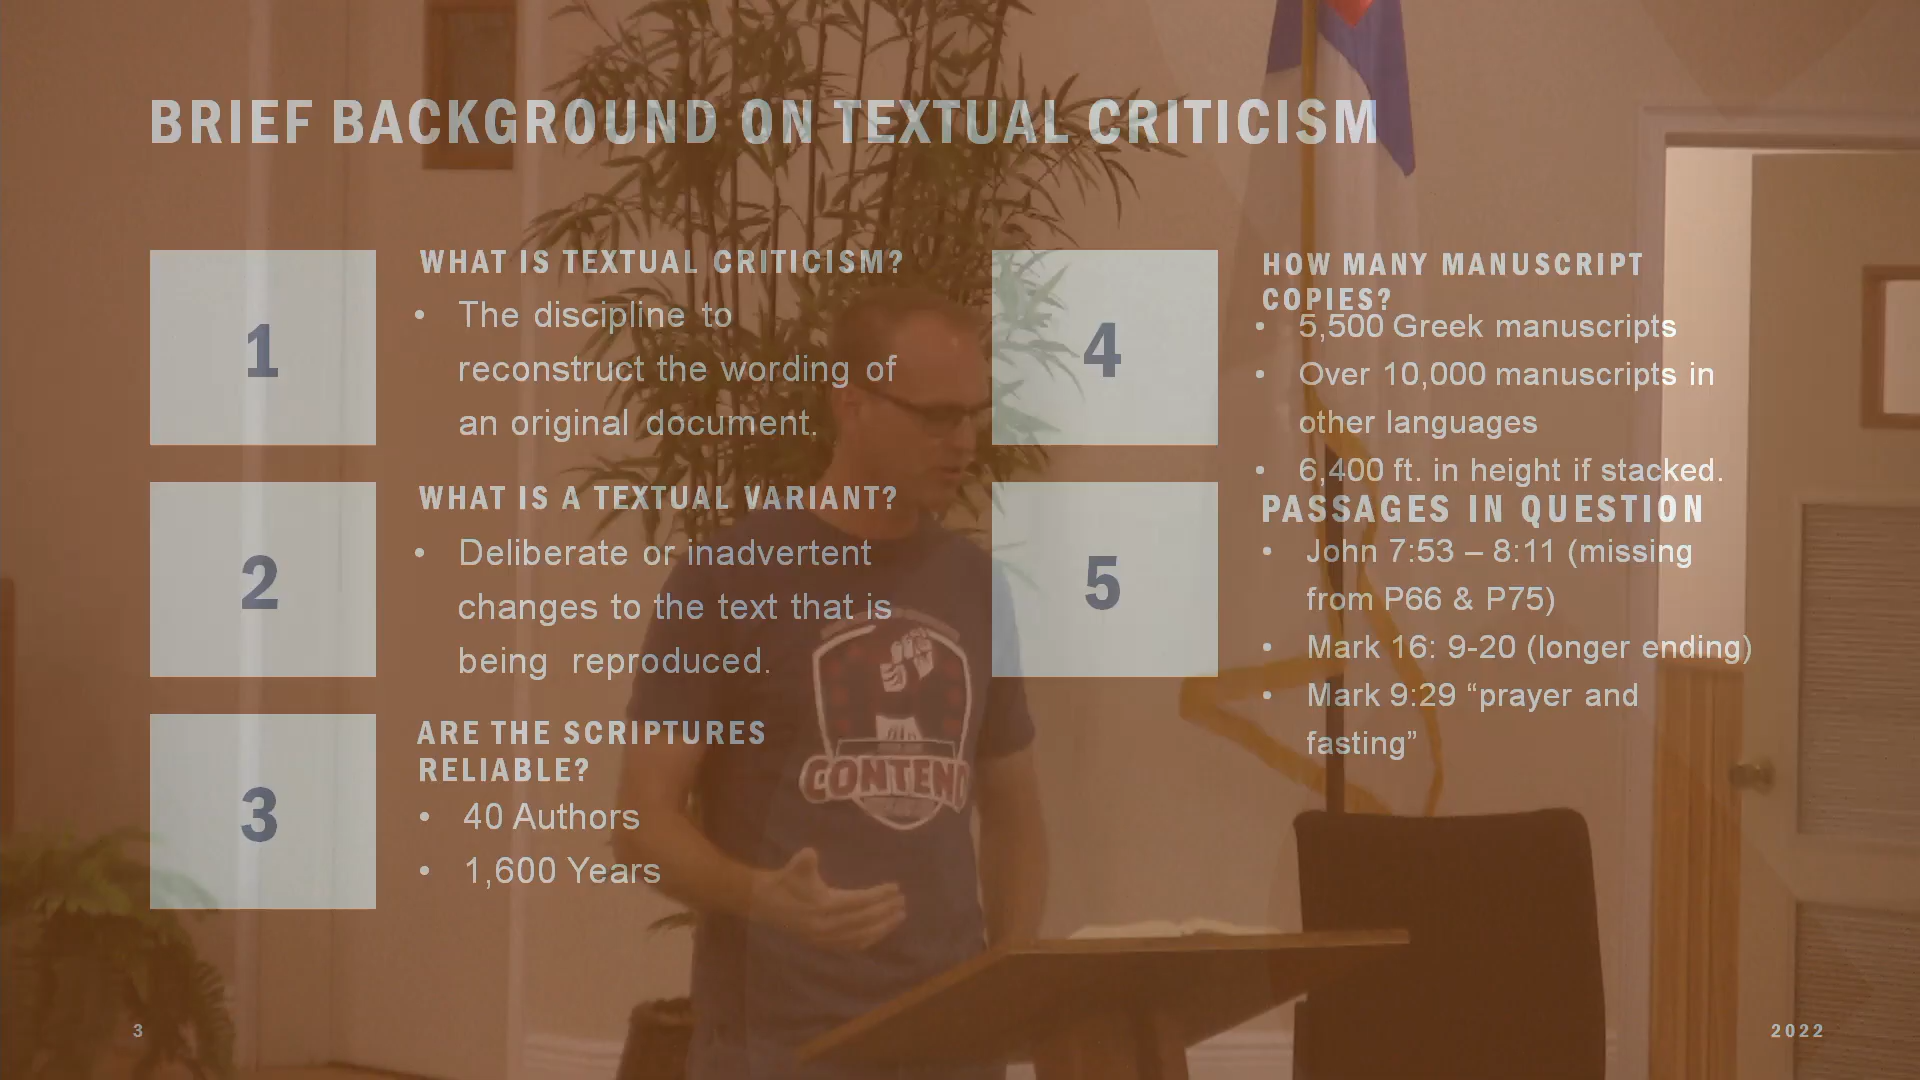 BRIEF BACKGROUND ON TEXTUAL CRITICISM
1
WHAT IS TEXTUAL CRITICISM?
• The discipline to
reconstruct the wording of
an original document.
2
WHAT IS A TEXTUAL VARIANT?
• Deliberate or inadvertent
changes to the text that is
being reproduced.
3
ARE THE SCRIPTURES
RELIABLE?
• 40 Authors
• 1,600 Years
4
HOW MANY MANUSCRIPT
COPIES?
• 5,500 Greek manuscripts
• Over 10,000 manuscripts in
other languages
• 6,400 ft. in height if stacked.
5
PASSAGES IN QUESTION
• John 7:53 – 8:11 (missing
from P66 & P75)
• Mark 16: 9-20 (longer ending)
• Mark 9:29 “prayer and
fasting”
CONTEND
3
2022